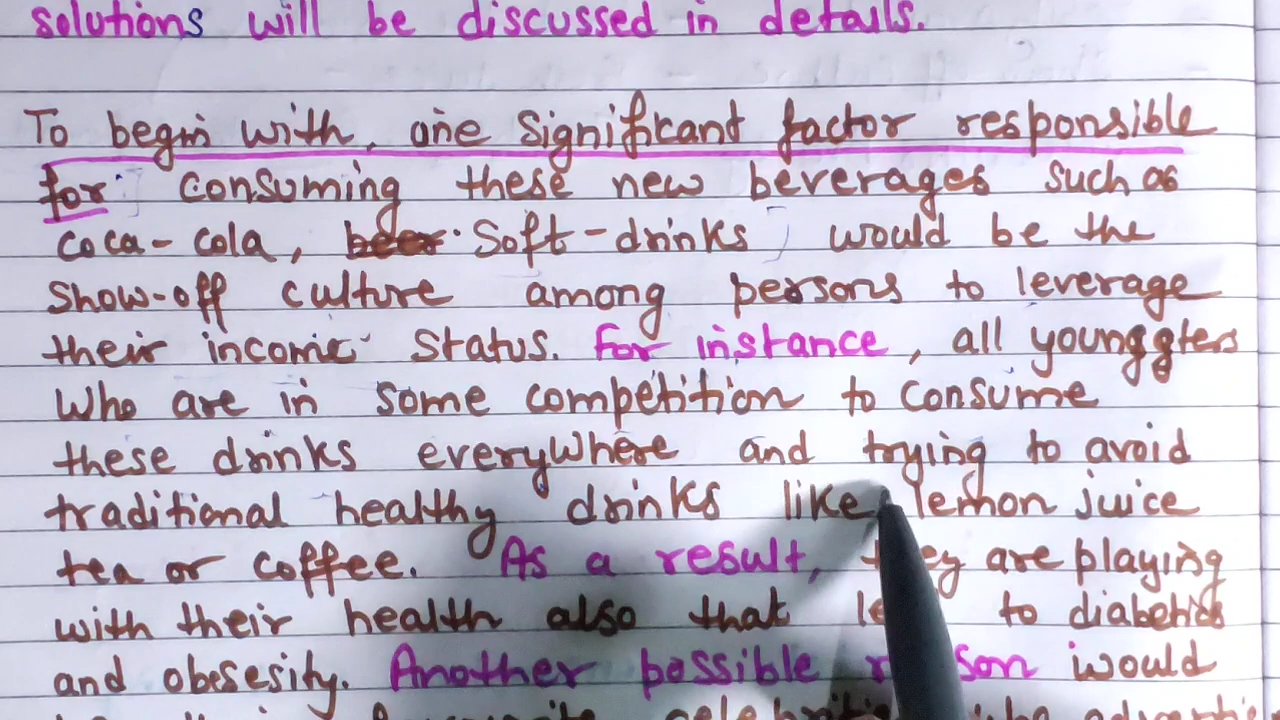 solutions will be discussed in details.
To begin with, one significant factor responsible
for consuming these new beverages such as
coca-cola, beer. Soft-drinks would be the
show-off culture among persons to leverage
their income status. For instance, all younggters
who are in some competition to consume
these drinks everywhere and trying to avoid
traditional healthy drinks like lemon juice
tea or coffee. As a result, they are playing
with their health also that to
and obesesity. Another possible reason would